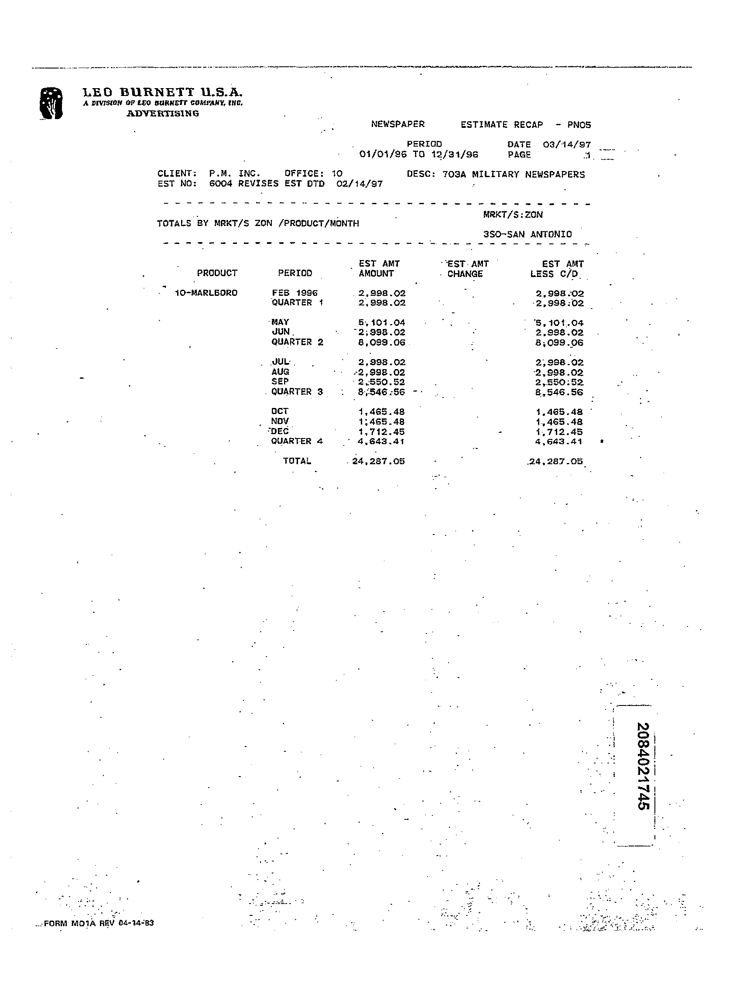 LEO BURNETT U.S.A.
A DIVISION OF LEO BURNETT COMPANY, INC.
ADVERTISING
NEWSPAPER ESTIMATE RECAP - PNO5
PERIOD DATE 03/14/97
01/01/96 TO 12/31/96 PAGE 1
CLIENT: P.M. INC. OFFICE: 10 DESC: 703A MILITARY NEWSPAPERS
EST NO: 6004 REVISES EST DTD 02/14/97
MRKT/S:ZON
TOTALS BY MRKT/S ZON /PRODUCT/MONTH
3SO-SAN ANTONIO
EST AMT EST AMT EST AMT
PRODUCT PERIOD AMOUNT CHANGE LESS C/D
10-MARLBORO FEB 1996 2,998.02 2,998.02
QUARTER 1 2,998.02 2,998.02
MAY 5,101.04 5,101.04
JUN 2,998.02 2,998.02
QUARTER 2 8,099.06 8,099.06
JUL 2,998.02 2,998.02
AUG 2,998.02 2,998.02
SEP 2,550.52 2,550.52
QUARTER 3 8,546.56 8,546.56
OCT 1,465.48 1,465.48
NOV 1,465.48 1,465.48
DEC 1,712.45 1,712.45
QUARTER 4 4,643.41 4,643.41
TOTAL 24,287.05 24,287.05
2084021745
FORM MO1A REV 04-14-83